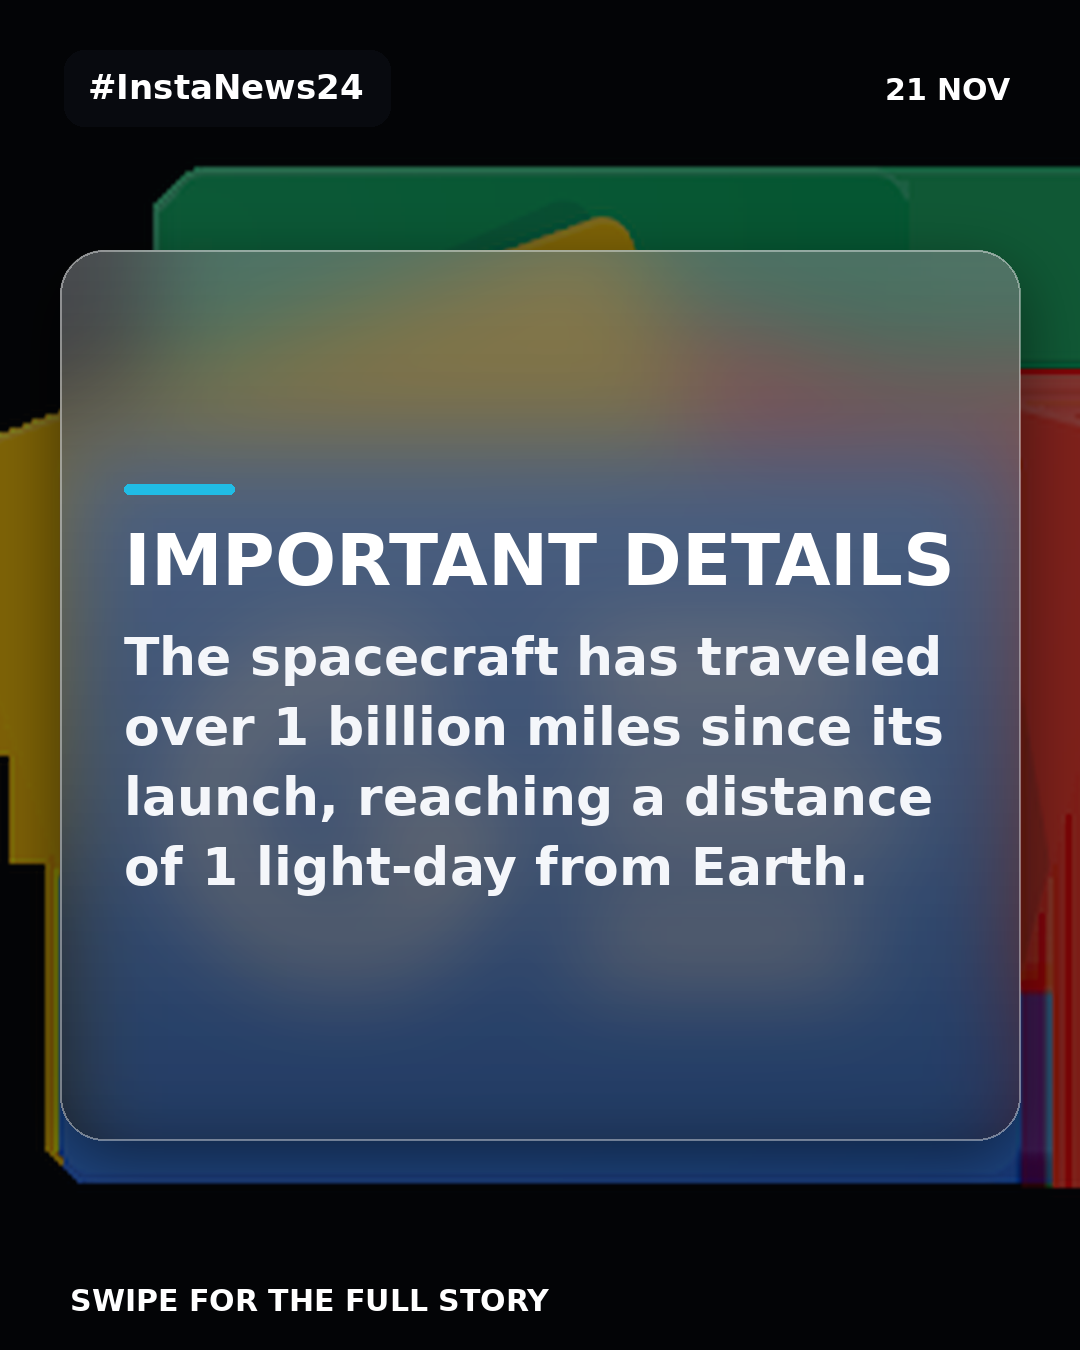 #InstaNews24
21 NOV
IMPORTANT DETAILS
The spacecraft has traveled
over 1 billion miles since its
launch, reaching a distance
of 1 light-day from Earth.
SWIPE FOR THE FULL STORY